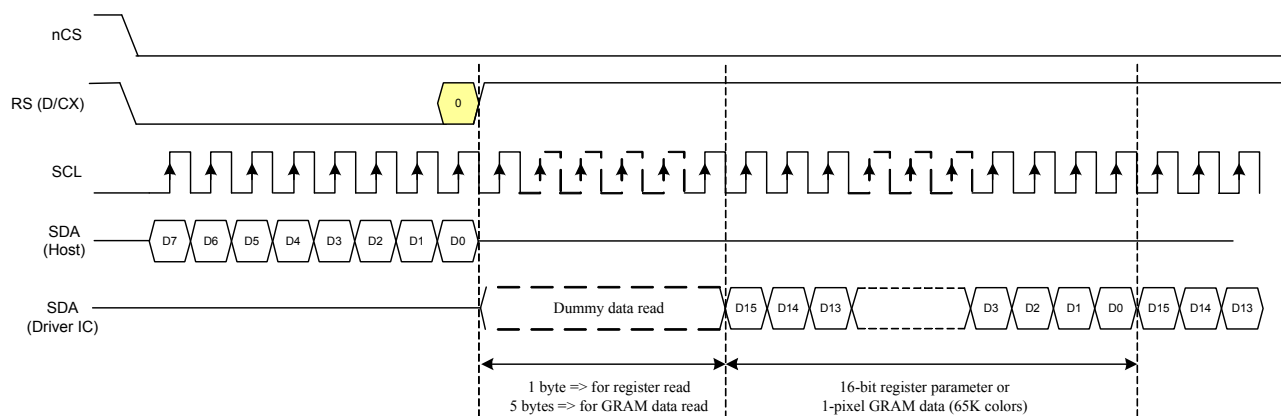 nCS
RS (D/CX)
0
SCL
SDA
(Host)
D7 D6 D5 D4 D3 D2 D1 D0
SDA
(Driver IC)
Dummy data read
D15 D14 D13 D3 D2 D1 D0 D15 D14 D13
1 byte => for register read
5 bytes => for GRAM data read
16-bit register parameter or
1-pixel GRAM data (65K colors)